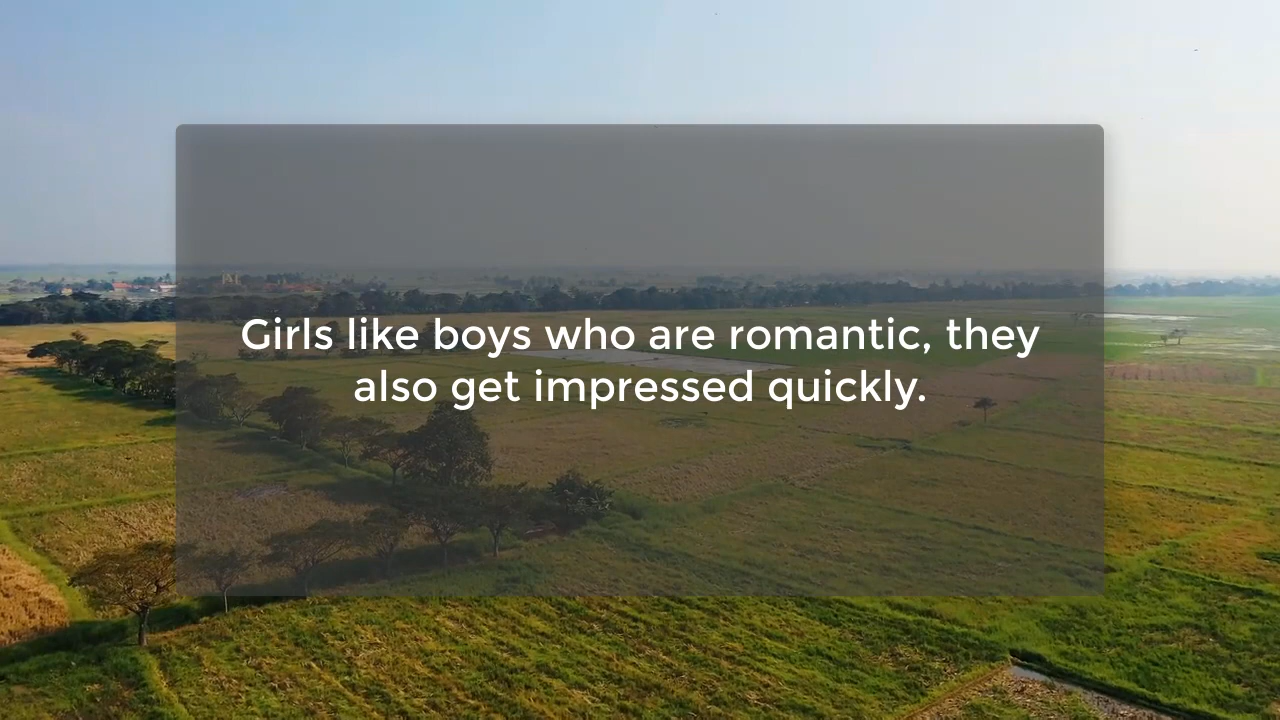 Girls like boys who are romantic, they
also get impressed quickly.